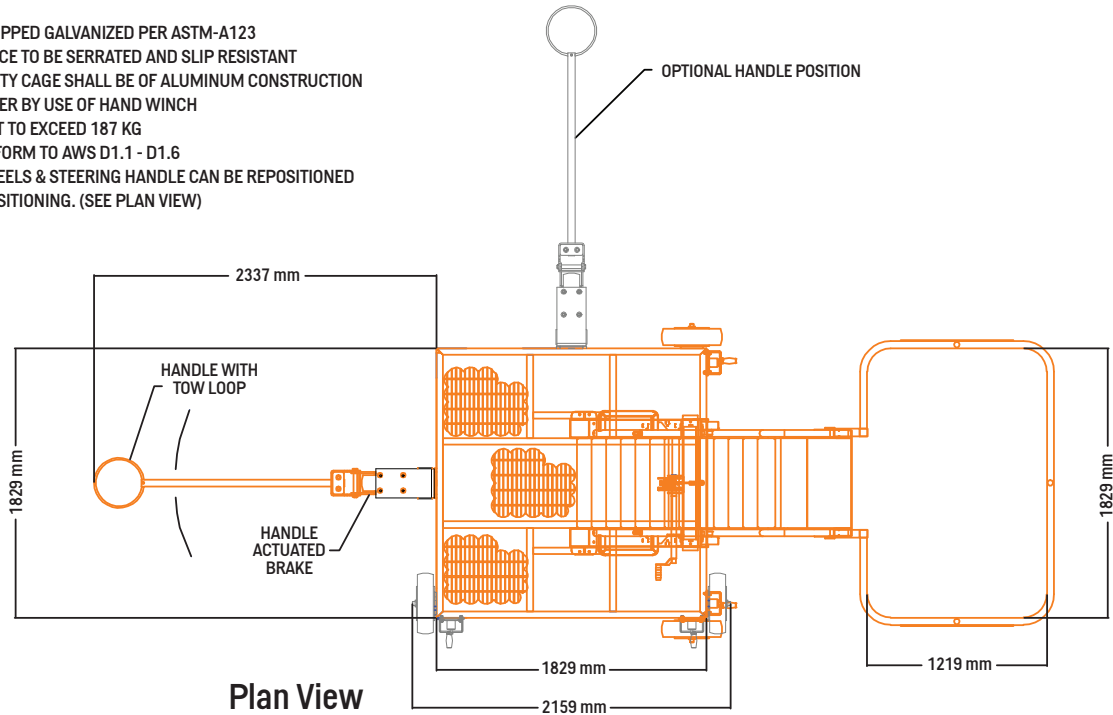 PPED GALVANIZED PER ASTM-A123
CE TO BE SERRATED AND SLIP RESISTANT
TY CAGE SHALL BE OF ALUMINUM CONSTRUCTION
ER BY USE OF HAND WINCH
T TO EXCEED 187 KG
FORM TO AWS D1.1 - D1.6
EELS & STEERING HANDLE CAN BE REPOSITIONED
SITIONING. (SEE PLAN VIEW)
OPTIONAL HANDLE POSITION
2337 mm
HANDLE WITH
TOW LOOP
1829 mm
HANDLE
ACTUATED
BRAKE
1829 mm
1829 mm
1219 mm
2159 mm
Plan View